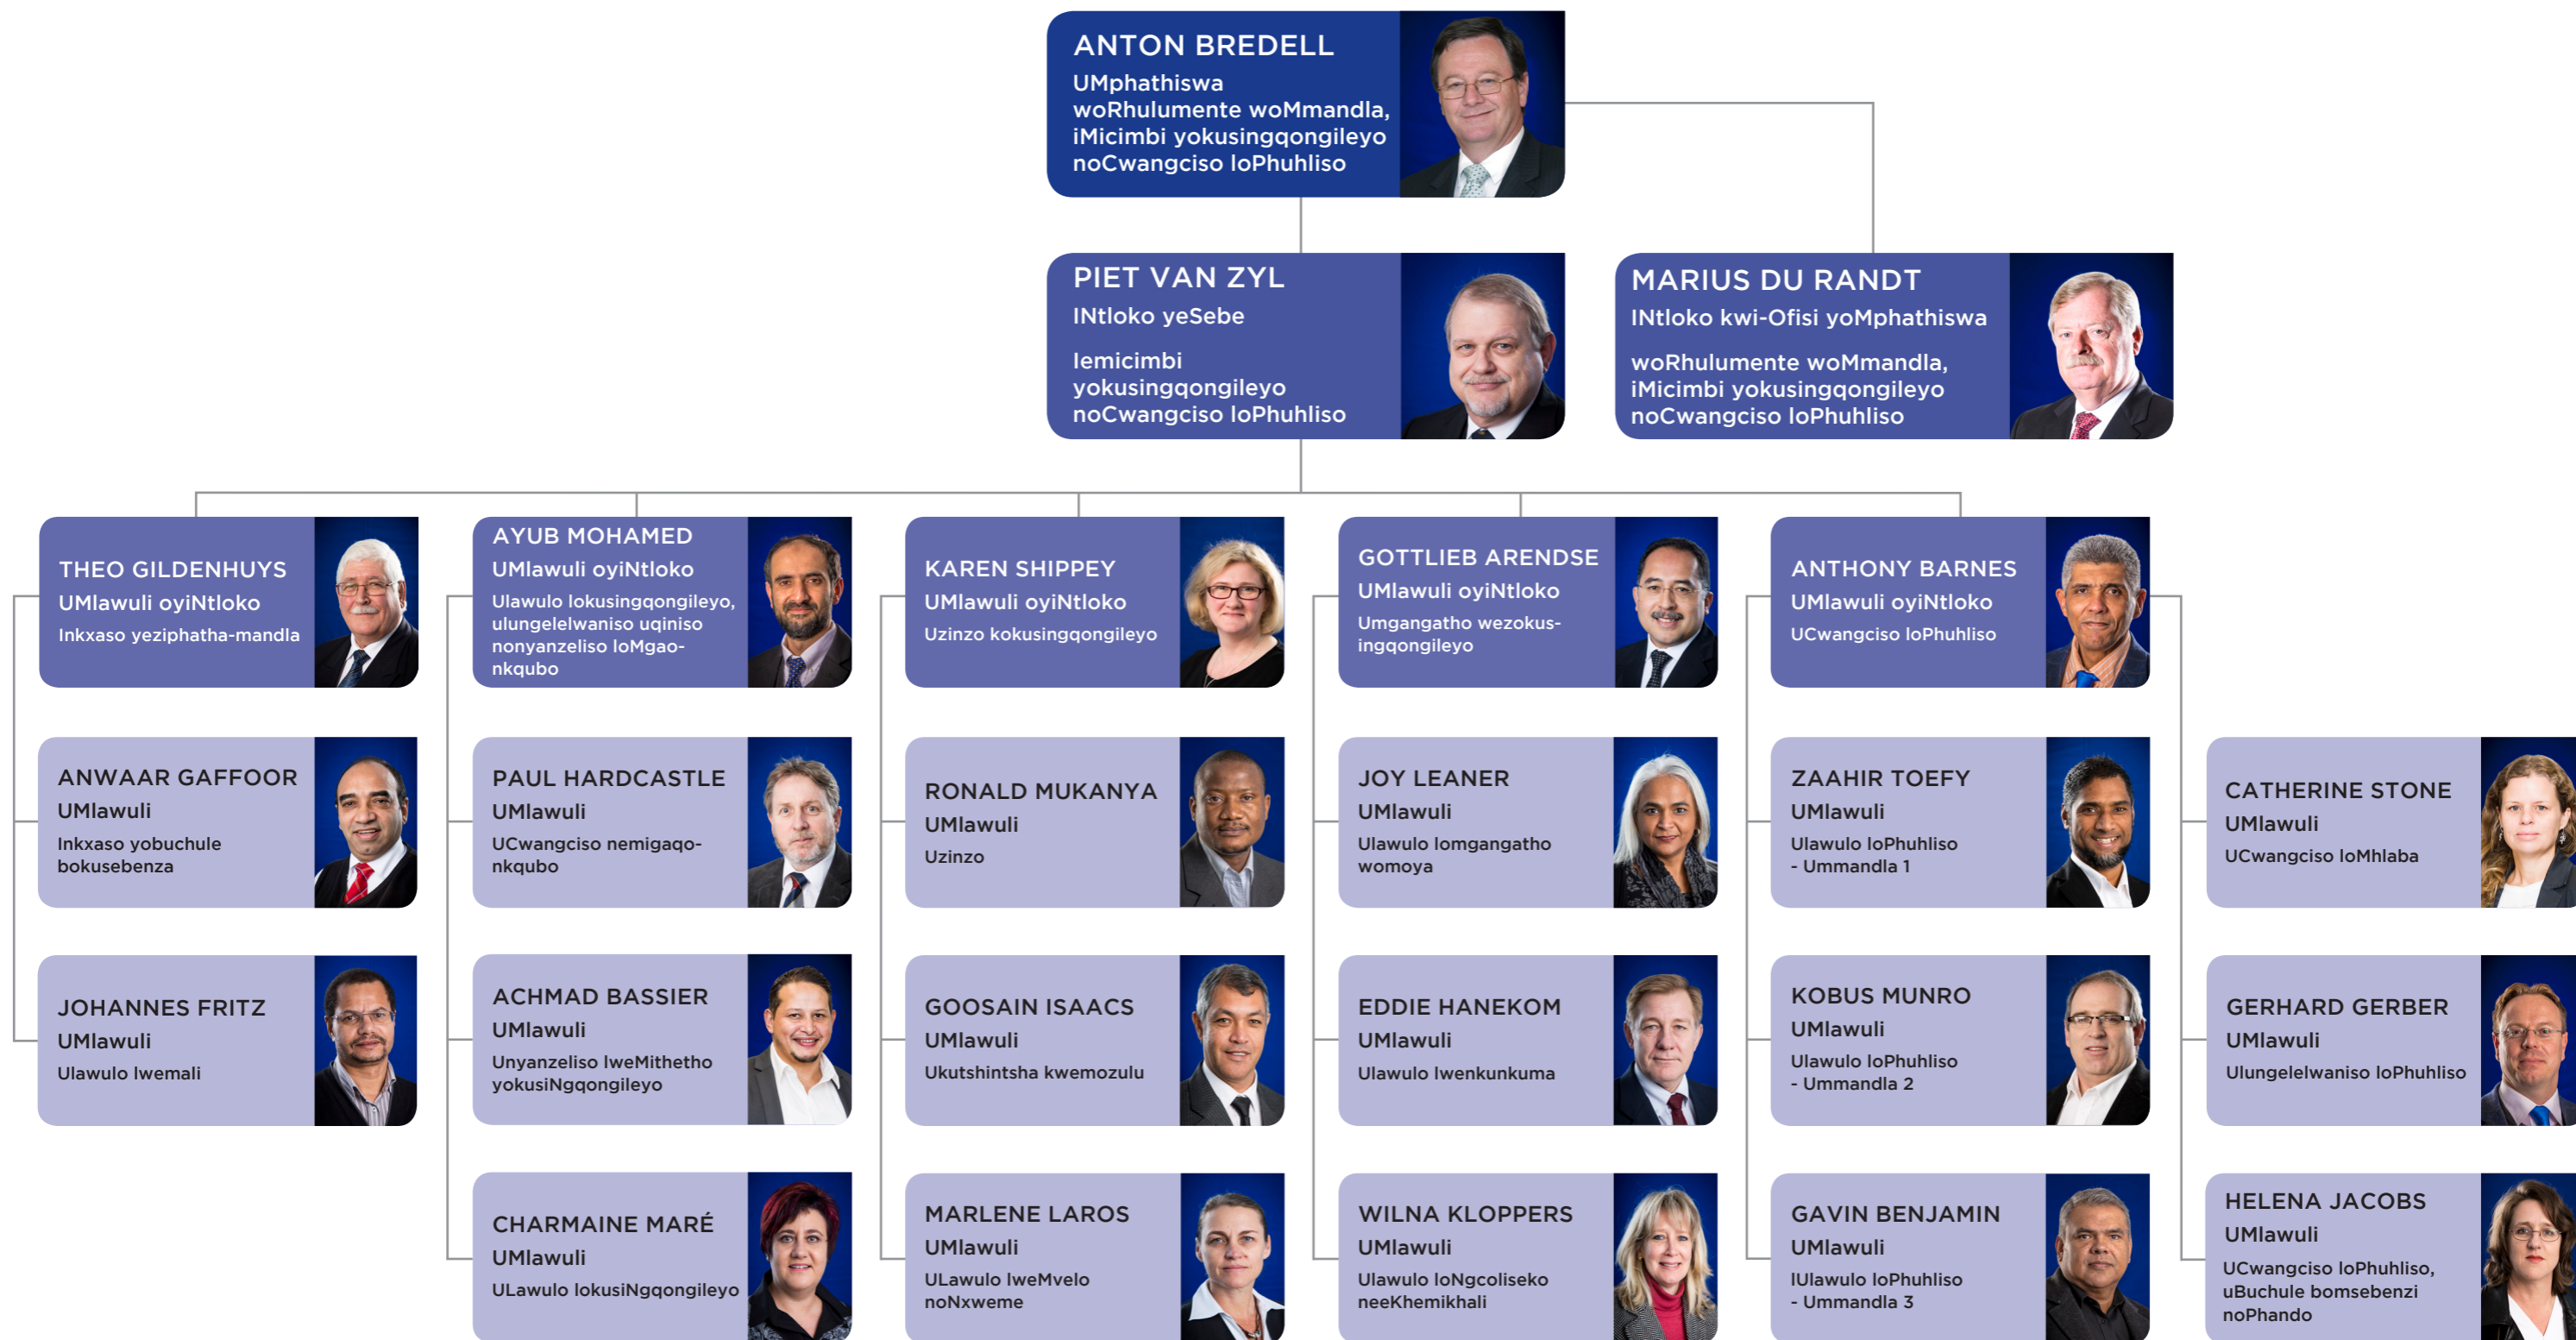 ANTON BREDELL
UMphathiswa
woRhulumente woMmandla,
iMicimbi yokusingqongileyo
noCwangciso loPhuhliso
PIET VAN ZYL
INtloko yeSebe
lemicimbi
yokusingqongileyo
noCwangciso loPhuhliso
MARIUS DU RANDT
INtloko kwi-Ofisi yoMphathiswa
woRhulumente woMmandla,
iMicimbi yokusingqongileyo
noCwangciso loPhuhliso
THEO GILDENHUYS
UMlawuli oyiNtloko
Inkxaso yeziphatha-mandla
AYUB MOHAMED
UMlawuli oyiNtloko
Ulawulo lokusingqongileyo,
ulungelelwaniso uqiniso
nonyanzeliso loMgao-
nkqubo
KAREN SHIPPEY
UMlawuli oyiNtloko
Uzinzo kokusingqongileyo
GOTTLIEB ARENDSE
UMlawuli oyiNtloko
Umgangatho wezokus-
ingqongileyo
ANTHONY BARNES
UMlawuli oyiNtloko
UCwangciso loPhuhliso
ANWAAR GAFFOOR
UMlawuli
Inkxaso yobuchule
bokusebenza
PAUL HARDCASTLE
UMlawuli
UCwangciso nemigaqo-
nkqubo
RONALD MUKANYA
UMlawuli
Uzinzo
JOY LEANER
UMlawuli
Ulawulo lomgangatho
womoya
ZAAHIR TOEFY
UMlawuli
Ulawulo loPhuhliso
- Ummandla 1
CATHERINE STONE
UMlawuli
UCwangciso loMhlaba
JOHANNES FRITZ
UMlawuli
Ulawulo lwemali
ACHMAD BASSIER
UMlawuli
Unyanzeliso lweMithetho
yokusiNgqongileyo
GOOSAIN ISAACS
UMlawuli
Ukutshintsha kwemozulu
EDDIE HANEKOM
UMlawuli
Ulawulo lwenkunkuma
KOBUS MUNRO
UMlawuli
Ulawulo loPhuhliso
- Ummandla 2
GERHARD GERBER
UMlawuli
Ulungelelwaniso loPhuhliso
CHARMAINE MARÉ
UMlawuli
ULawulo lokusiNgqongileyo
MARLENE LAROS
UMlawuli
ULawulo lweMvelo
noNxweme
WILNA KLOPPERS
UMlawuli
Ulawulo loNgcoliseko
neeKhemikhali
GAVIN BENJAMIN
UMlawuli
lUlawulo loPhuhliso
- Ummandla 3
HELENA JACOBS
UMlawuli
UCwangciso loPhuhliso,
uBuchule bomsebenzi
noPhando